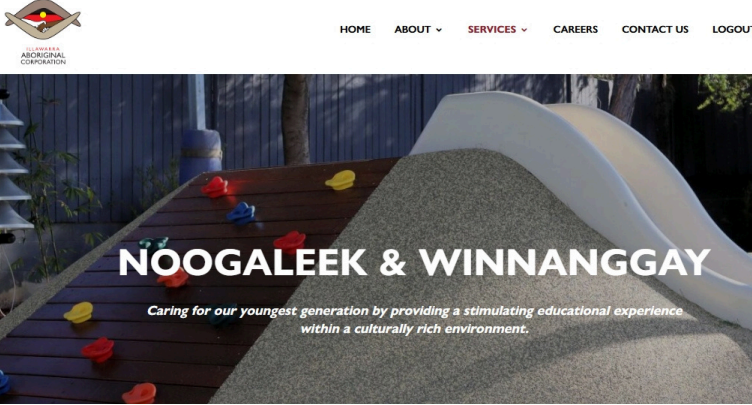 HOME ABOUT SERVICES CAREERS CONTACT US
ILLAWARRA
ABORIGINAL
CORPORATION
NOOGALEEK & WINNANGGAY
Caring for our youngest generation by providing a stimulating educational experience
within a culturally rich environment.